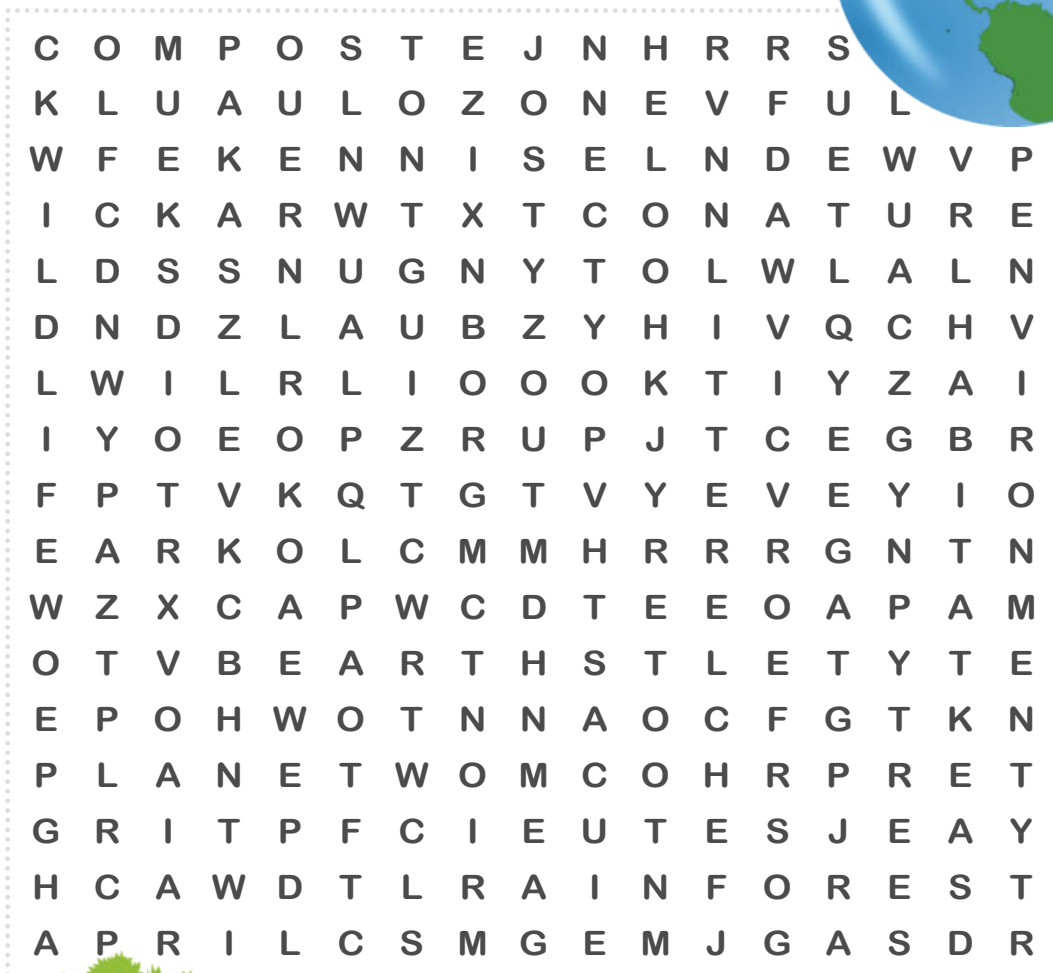 C O M P O S T E J N H R R S
K L U A U L O Z O N E V F U L
W F E K E N N I S E L N D E W V P
I C K A R W T X T C O N A T U R E
L D S S N U G N Y T O L W L A L N
D N D Z L A U B Z Y H I V Q C H V
L W I L R L I O O O K T I Y Z A I
I Y O E O P Z R U P J T C E G B R
F P T V K Q T G T V Y E V E Y I O
E A R K O L C M M H R R R G N T N
W Z X C A P W C D T E E O A P A M
O T V B E A R T H S T L E T Y T E
E P O H W O T N N A O C F G T K N
P L A N E T W O M C O H R P R E T
G R I T P F C I E U T E S J E A Y
H C A W D T L R A I N F O R E S T
A P R I L C S M G E M J G A S D R